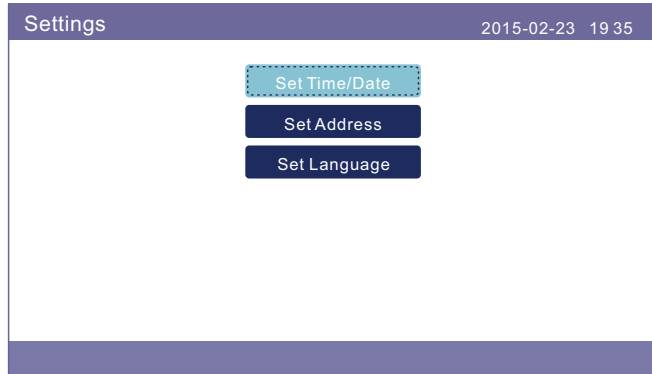 Settings 2015-02-23 19 35
Set Time/Date
Set Address
Set Language